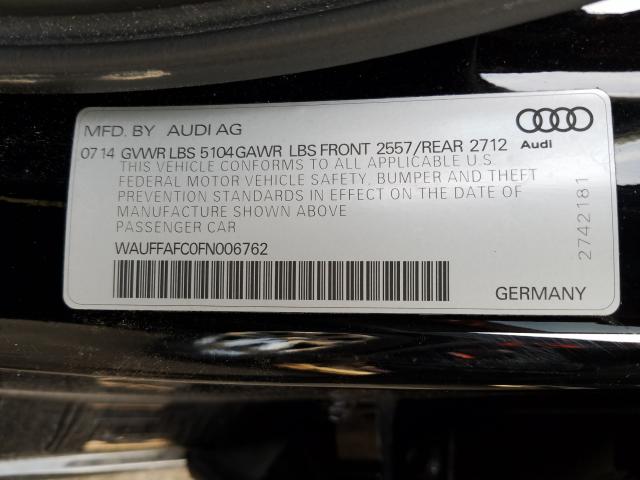 MFD. BY AUDI AG
Audi
07 14 GVWR LBS 5104 GAWR LBS FRONT 2557/REAR 2712
THIS VEHICLE CONFORMS TO ALL APPLICABLE U.S.
FEDERAL MOTOR VEHICLE SAFETY, BUMPER AND THEFT
PREVENTION STANDARDS IN EFFECT ON THE DATE OF
MANUFACTURE SHOWN ABOVE
PASSENGER CAR
WAUFFAFC0FN006762
2742181
GERMANY